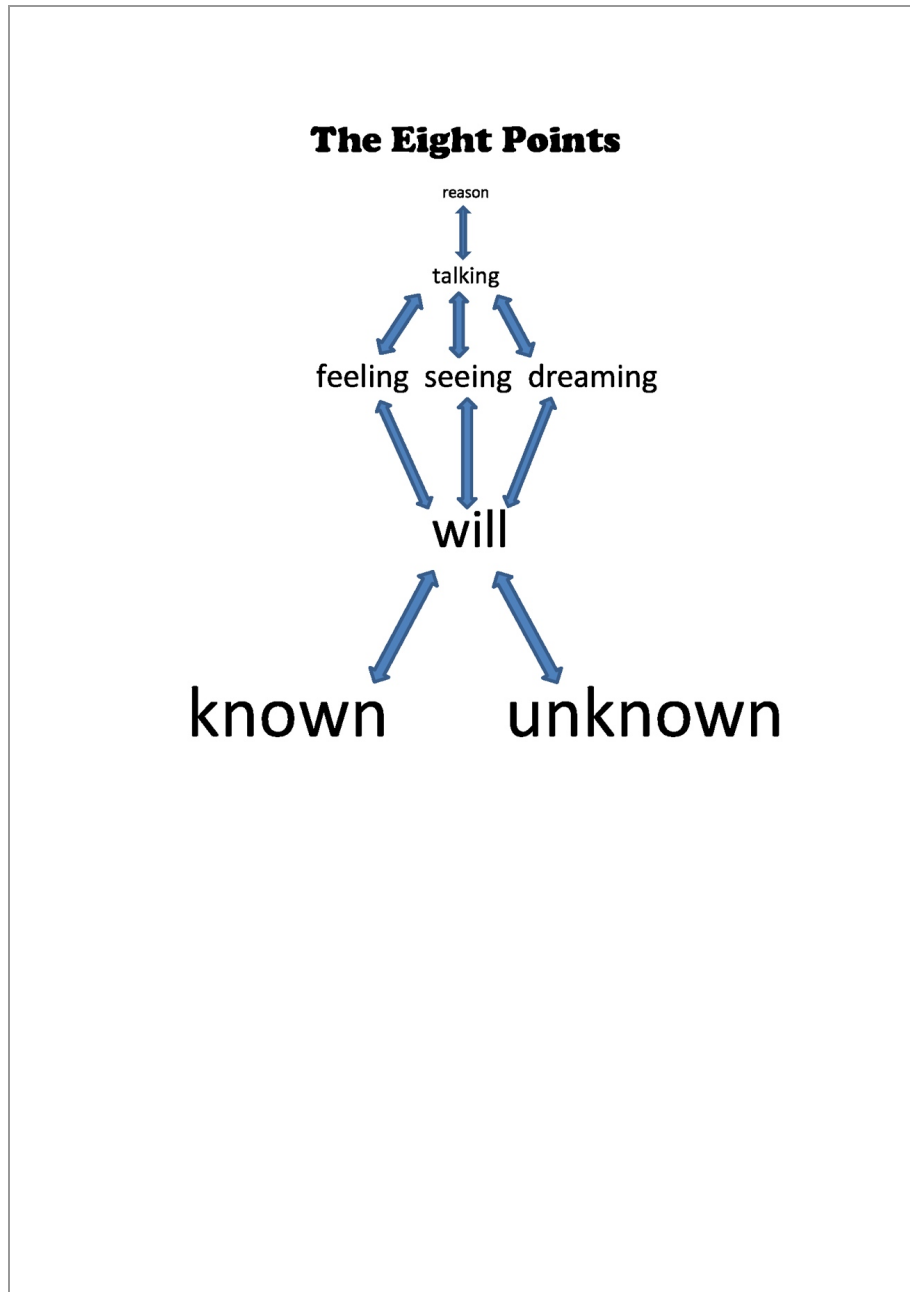 The Eight Points
reason
talking
feeling seeing dreaming
will
known unknown